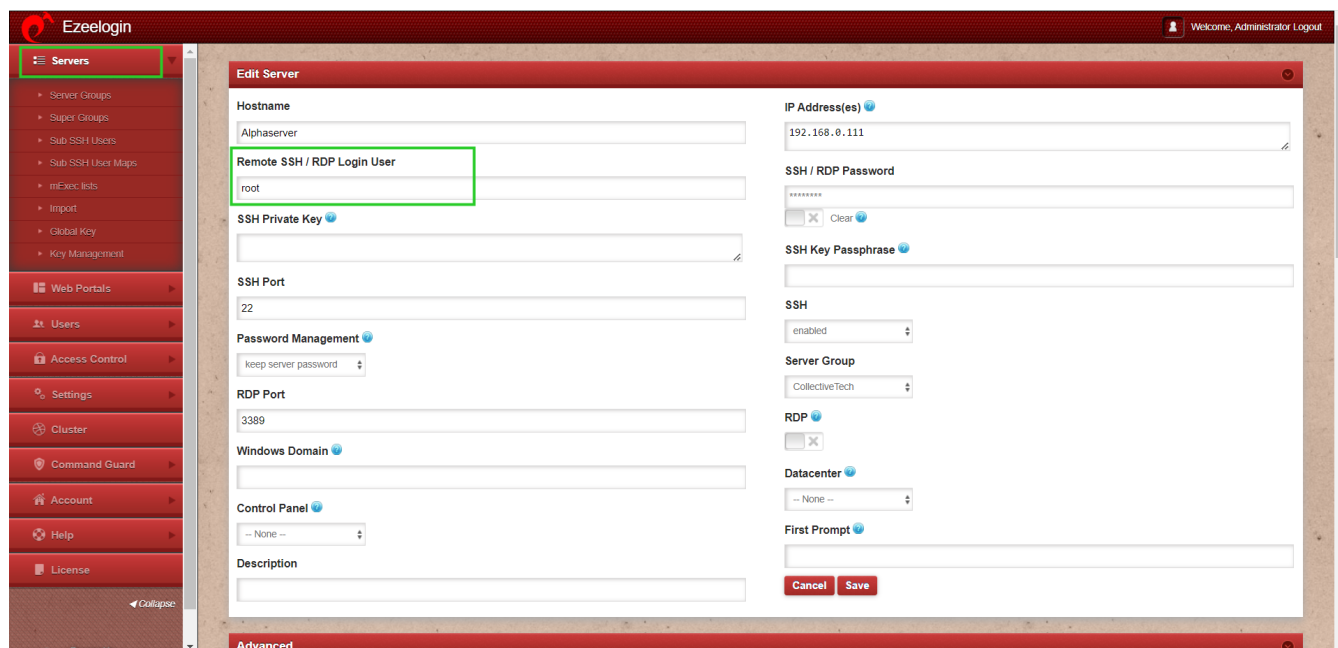 Ezeelogin
Welcome, Administrator Logout
Servers
Server Groups
Super Groups
Sub SSH Users
Sub SSH User Maps
mExec lists
Import
Global Key
Key Management
Web Portals
Users
Access Control
Settings
Cluster
Command Guard
Account
Help
License
Collapse
Edit Server
Hostname
Alphaserver
Remote SSH / RDP Login User
root
SSH Private Key
SSH Port
22
Password Management
keep server password
RDP Port
3389
Windows Domain
Control Panel
-- None --
Description
IP Address(es)
192.168.0.111
SSH / RDP Password
********
Clear
SSH Key Passphrase
SSH
enabled
Server Group
CollectiveTech
RDP
Datacenter
-- None --
First Prompt
Cancel Save
Advanced